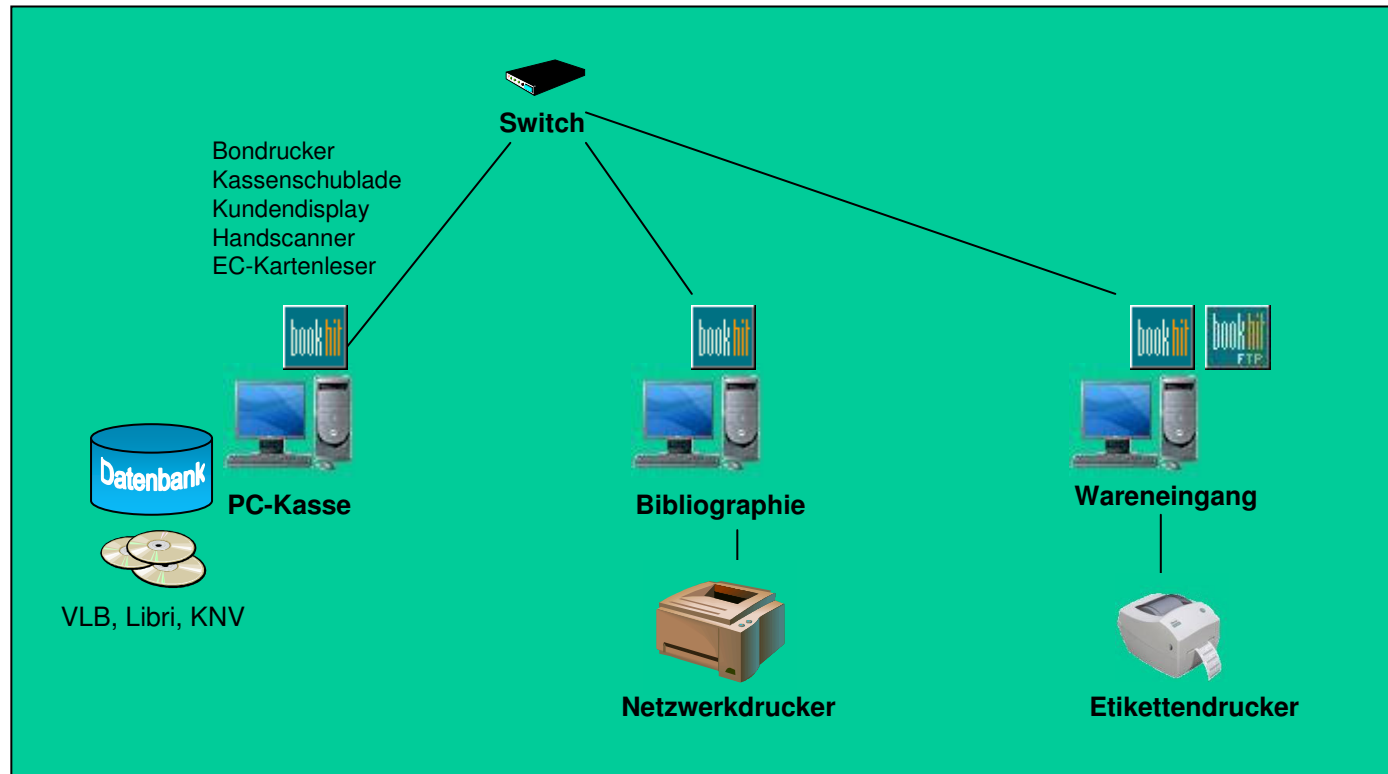 Switch
Bondrucker
Kassenschublade
Kundendisplay
Handscanner
EC-Kartenleser
bookhit
bookhit
bookhit
bookhit
FTP
Datenbank
PC-Kasse
Bibliographie
Wareneingang
VLB, Libri, KNV
Netzwerkdrucker
Etikettendrucker